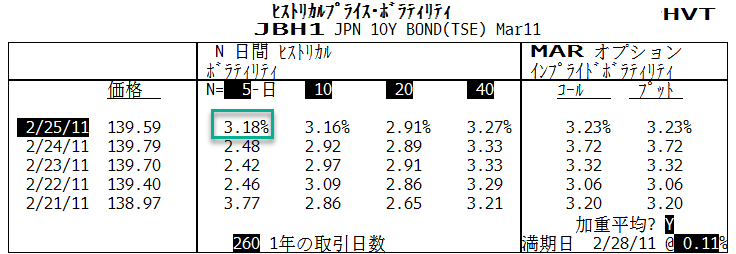 ﾋｽﾄﾘｶﾙﾌﾟﾗｲｽ･ﾎﾞﾗﾃｨﾘﾃｨ HVT
JBH1 JPN 10Y BOND(TSE) Mar11
N 日間 ﾋｽﾄﾘｶﾙ MAR オプション
ﾎﾞﾗﾃｨﾘﾃｨ ｲﾝﾌﾟﾗｲﾄﾞﾎﾞﾗﾃｨﾘﾃｨ
価格 N= 5-日 10 20 40 ｺｰﾙ ﾌﾟｯﾄ
2/25/11 139.59 3.18% 3.16% 2.91% 3.27% 3.23% 3.23%
2/24/11 139.79 2.48 2.92 2.89 3.33 3.72 3.72
2/23/11 139.70 2.42 2.97 2.91 3.33 3.32 3.32
2/22/11 139.40 2.46 3.09 2.86 3.29 3.06 3.06
2/21/11 138.97 3.77 2.86 2.65 3.21 3.20 3.20
加重平均? Y
260 1年の取引日数 満期日 2/28/11 @ 0.11%